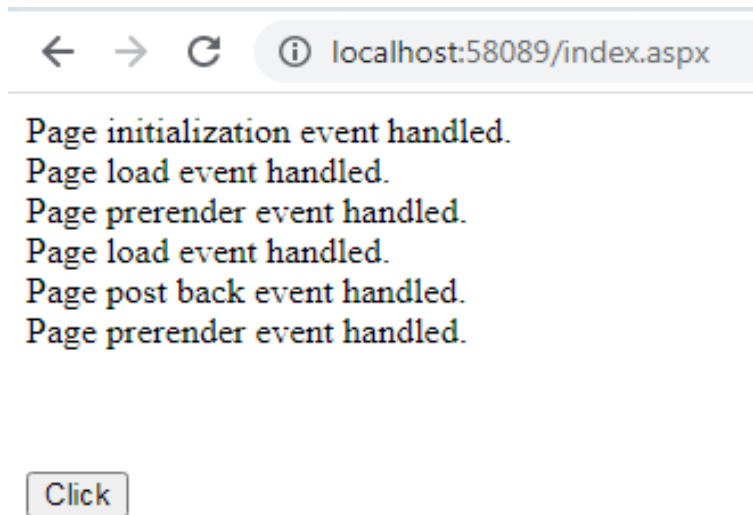 localhost:58089/index.aspx
Page initialization event handled.
Page load event handled.
Page prerender event handled.
Page load event handled.
Page post back event handled.
Page prerender event handled.
Click